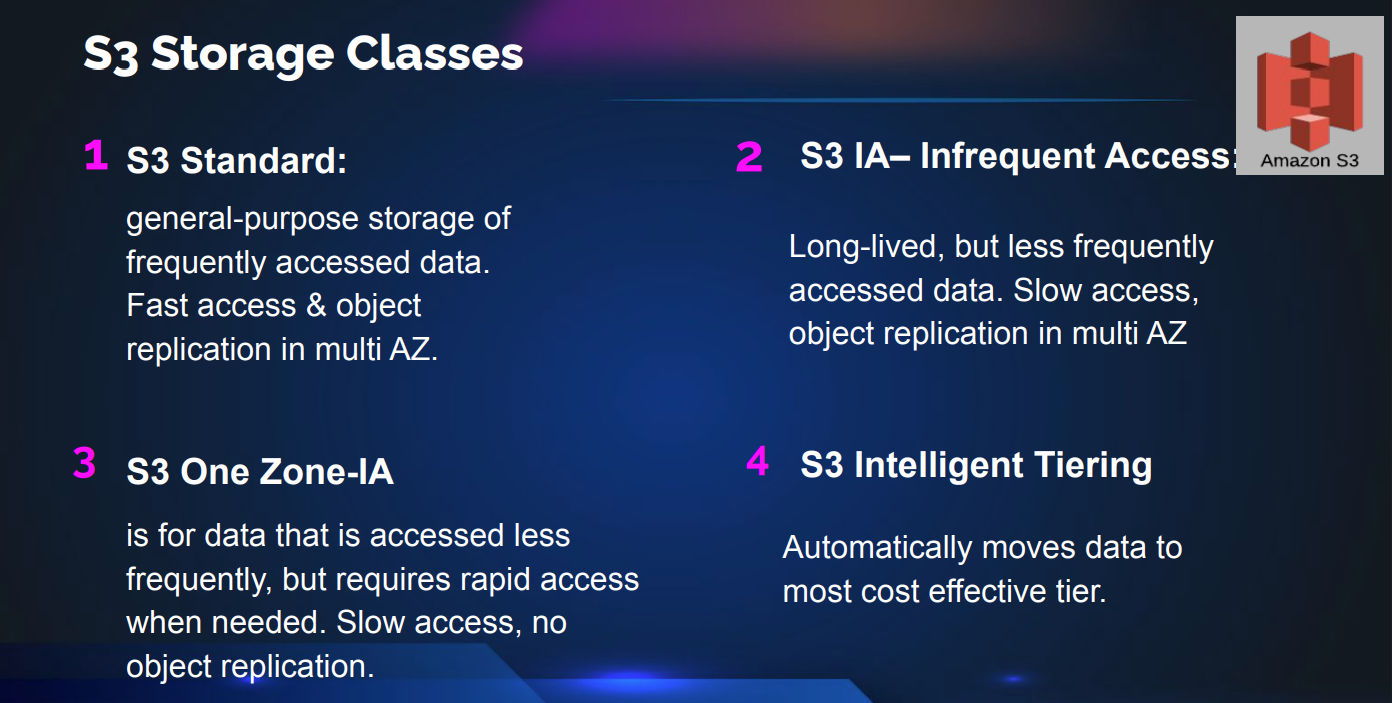 S3 Storage Classes
Amazon S3
1 S3 Standard:
general-purpose storage of
frequently accessed data.
Fast access & object
replication in multi AZ.
2 S3 IA– Infrequent Access:
Long-lived, but less frequently
accessed data. Slow access,
object replication in multi AZ
3 S3 One Zone-IA
is for data that is accessed less
frequently, but requires rapid access
when needed. Slow access, no
object replication.
4 S3 Intelligent Tiering
Automatically moves data to
most cost effective tier.